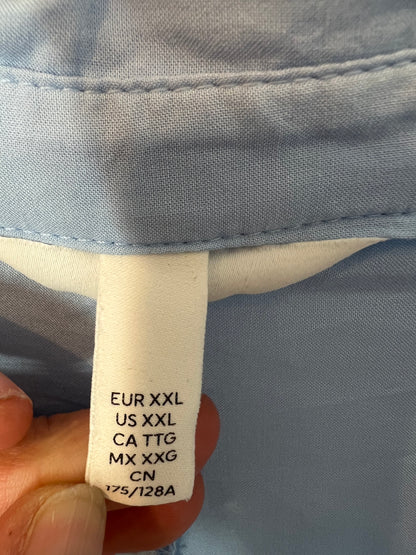 EUR XXL
US XXL
CA TTG
MX XXG
CN
175/128A